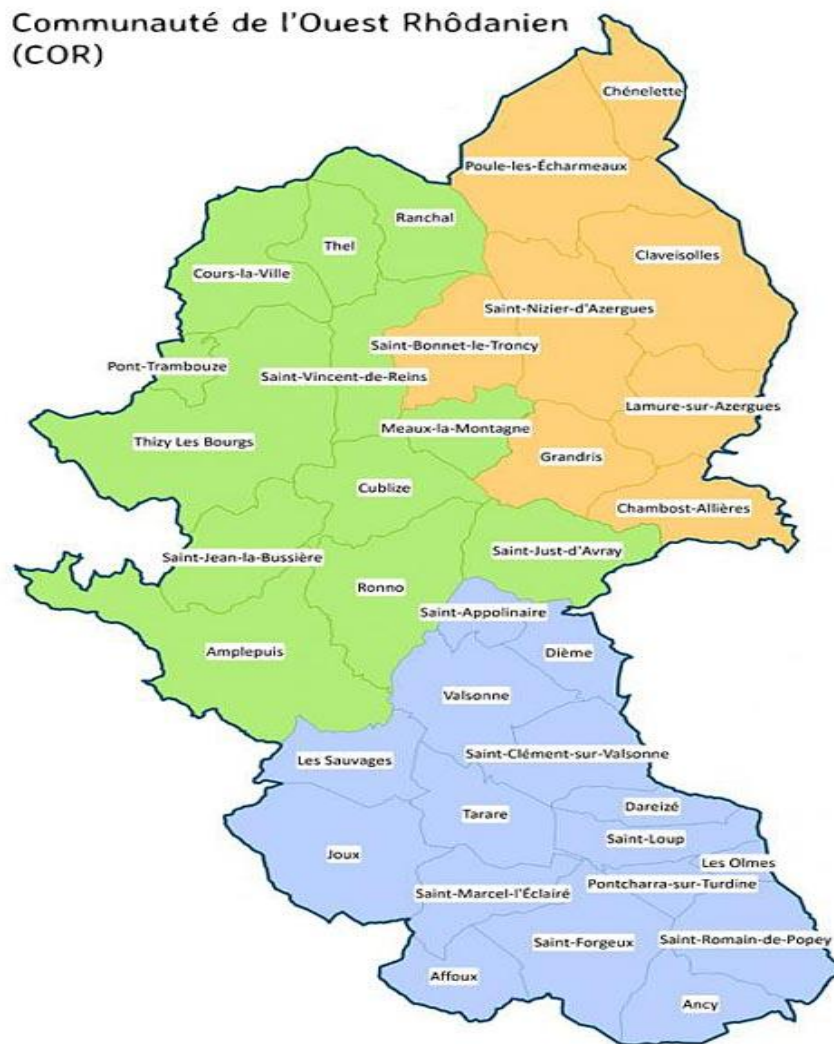 Communauté de l'Ouest Rhôdanien
(COR)
Chénelette
Poule-les-Écharmeaux
Ranchal
Thel
Claveisolles
Cours-la-Ville
Saint-Nizier-d'Azergues
Saint-Bonnet-le-Troncy
Pont-Trambouze
Saint-Vincent-de-Reins
Lamure-sur-Azergues
Meaux-la-Montagne
Thizy Les Bourgs
Grandris
Cublize
Chambost-Allières
Saint-Jean-la-Bussière
Saint-Just-d'Avray
Ronno
Saint-Appolinaire
Amplepuis
Dième
Valsonne
Saint-Clément-sur-Valsonne
Les Sauvages
Dareizé
Tarare
Saint-Loup
Joux
Les Olmes
Pontcharra-sur-Turdine
Saint-Marcel-l'Éclairé
Saint-Forgeux
Saint-Romain-de-Popey
Affoux
Ancy